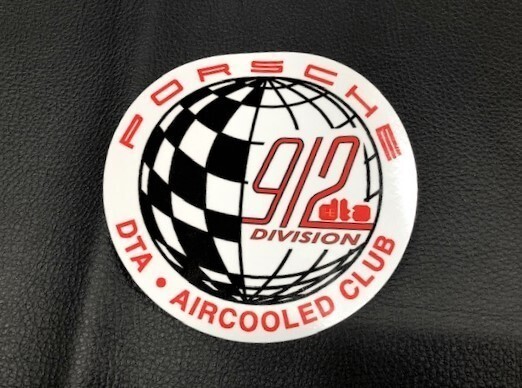 PORSCHE
912
dta
DIVISION
DTA • AIRCOOLED CLUB